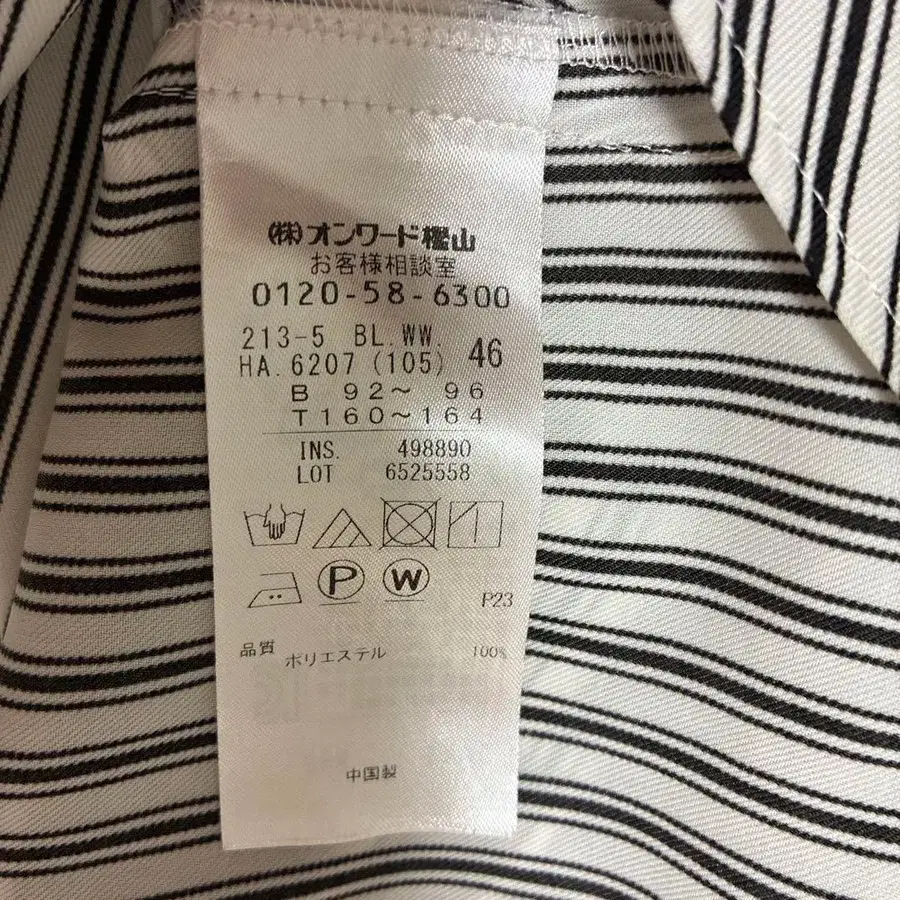 (株)オンワード樫山
お客様相談室
0120-58-6300
213-5 BL.WW.
HA.6207 (105) 46
B 92〜 96
T160〜164
INS. 498890
LOT 6525558
P W
P23
品質 ポリエステル 100%
中国製